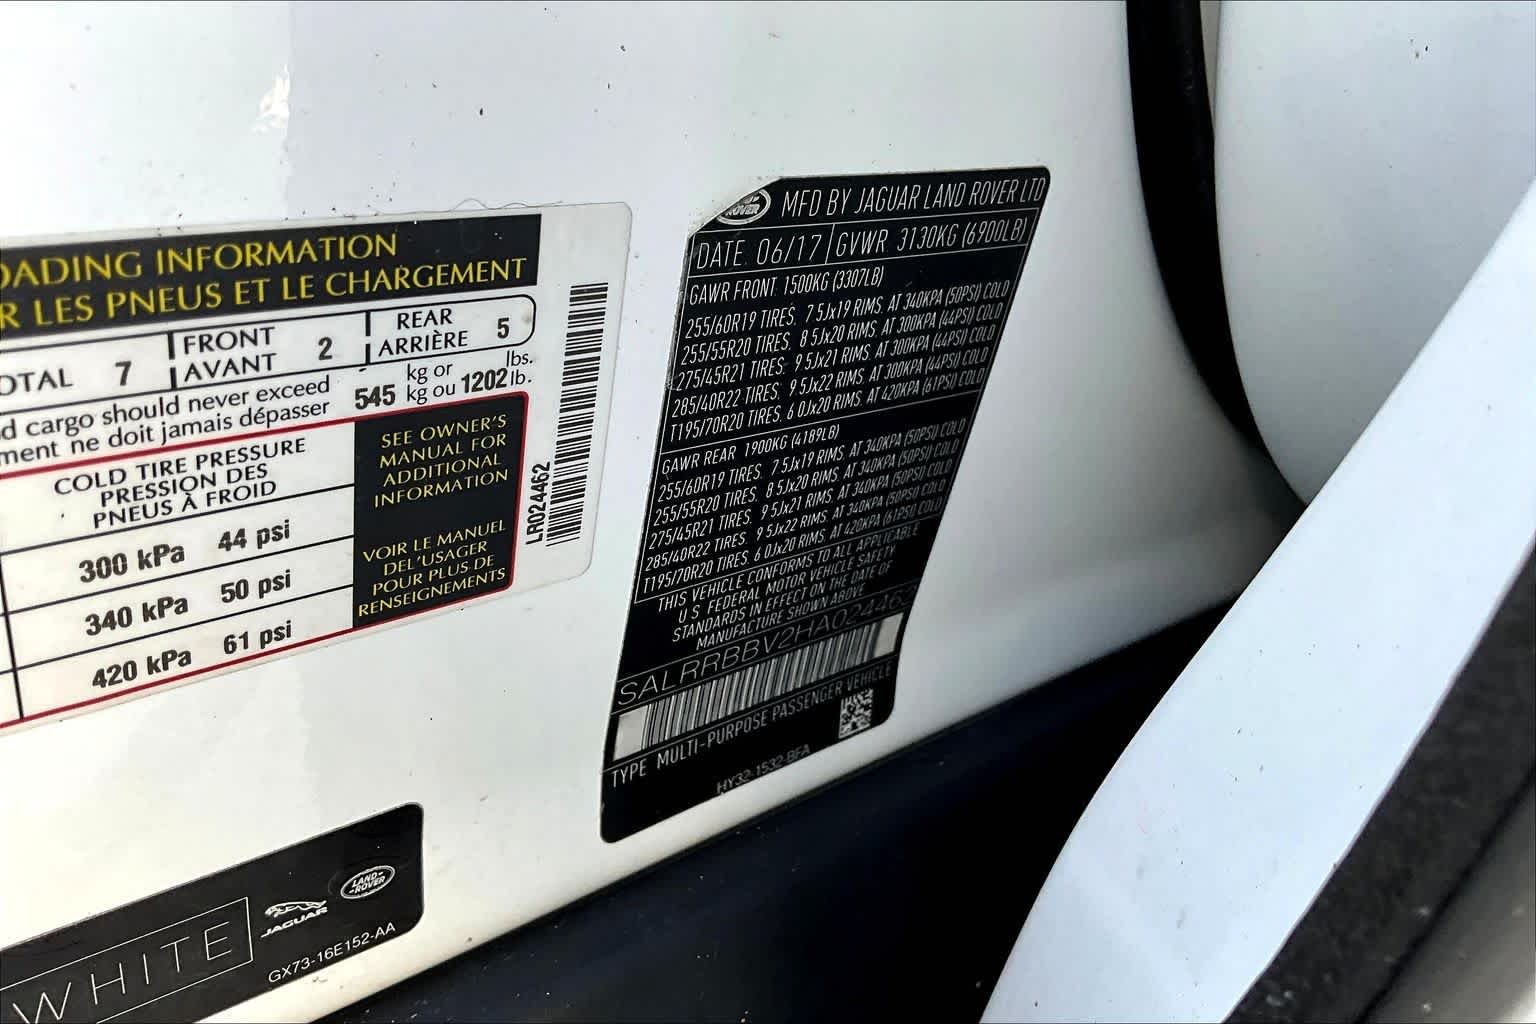 OADING INFORMATION
R LES PNEUS ET LE CHARGEMENT
OTAL 7
FRONT
AVANT 2
REAR
ARRIÈRE 5
d cargo should never exceed
ment ne doit jamais dépasser
545 kg or
kg ou 1202 lbs.
lb.
COLD TIRE PRESSURE
PRESSION DES
PNEUS À FROID
300 kPa 44 psi
340 kPa 50 psi
420 kPa 61 psi
SEE OWNER'S
MANUAL FOR
ADDITIONAL
INFORMATION
VOIR LE MANUEL
DEL'USAGER
POUR PLUS DE
RENSEIGNEMENTS
LR024462
LAND ROVER
MFD BY JAGUAR LAND ROVER LTD
DATE. 06/17 GVWR 3130KG (6900LB)
GAWR FRONT. 1500KG (3307LB)
255/60R19 TIRES. 7.5Jx19 RIMS. AT 340KPA (50PSI) COLD
255/55R20 TIRES. 8.5Jx20 RIMS. AT 300KPA (44PSI) COLD
275/45R21 TIRES. 9.5Jx21 RIMS. AT 300KPA (44PSI) COLD
285/40R22 TIRES. 9.5Jx22 RIMS. AT 300KPA (44PSI) COLD
T195/70R20 TIRES. 6.0Jx20 RIMS. AT 420KPA (61PSI) COLD
GAWR REAR 1900KG (4189LB)
255/60R19 TIRES. 7.5Jx19 RIMS. AT 340KPA (50PSI) COLD
255/55R20 TIRES. 8.5Jx20 RIMS. AT 340KPA (50PSI) COLD
275/45R21 TIRES. 9.5Jx21 RIMS. AT 340KPA (50PSI) COLD
285/40R22 TIRES. 9.5Jx22 RIMS. AT 340KPA (50PSI) COLD
T195/70R20 TIRES. 6.0Jx20 RIMS. AT 420KPA (61PSI) COLD
THIS VEHICLE CONFORMS TO ALL APPLICABLE
U.S. FEDERAL MOTOR VEHICLE SAFETY
STANDARDS IN EFFECT ON THE DATE OF
MANUFACTURE SHOWN ABOVE
SALRRBBV2HA024462
TYPE MULTI-PURPOSE PASSENGER VEHICLE
HY32-1532-BFA
WHITE
JAGUAR
LAND ROVER
GX73-16E152-AA